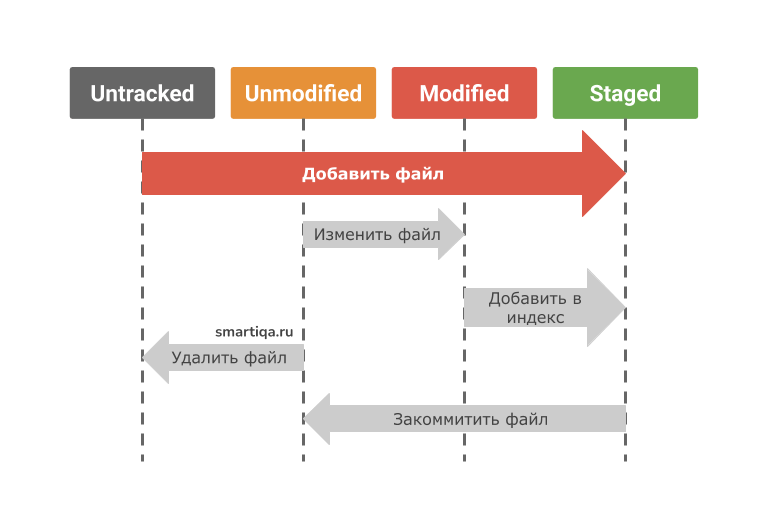 Untracked
Unmodified
Modified
Staged
Добавить файл
Изменить файл
Добавить в
индекс
smartiqa.ru
Удалить файл
Закоммитить файл